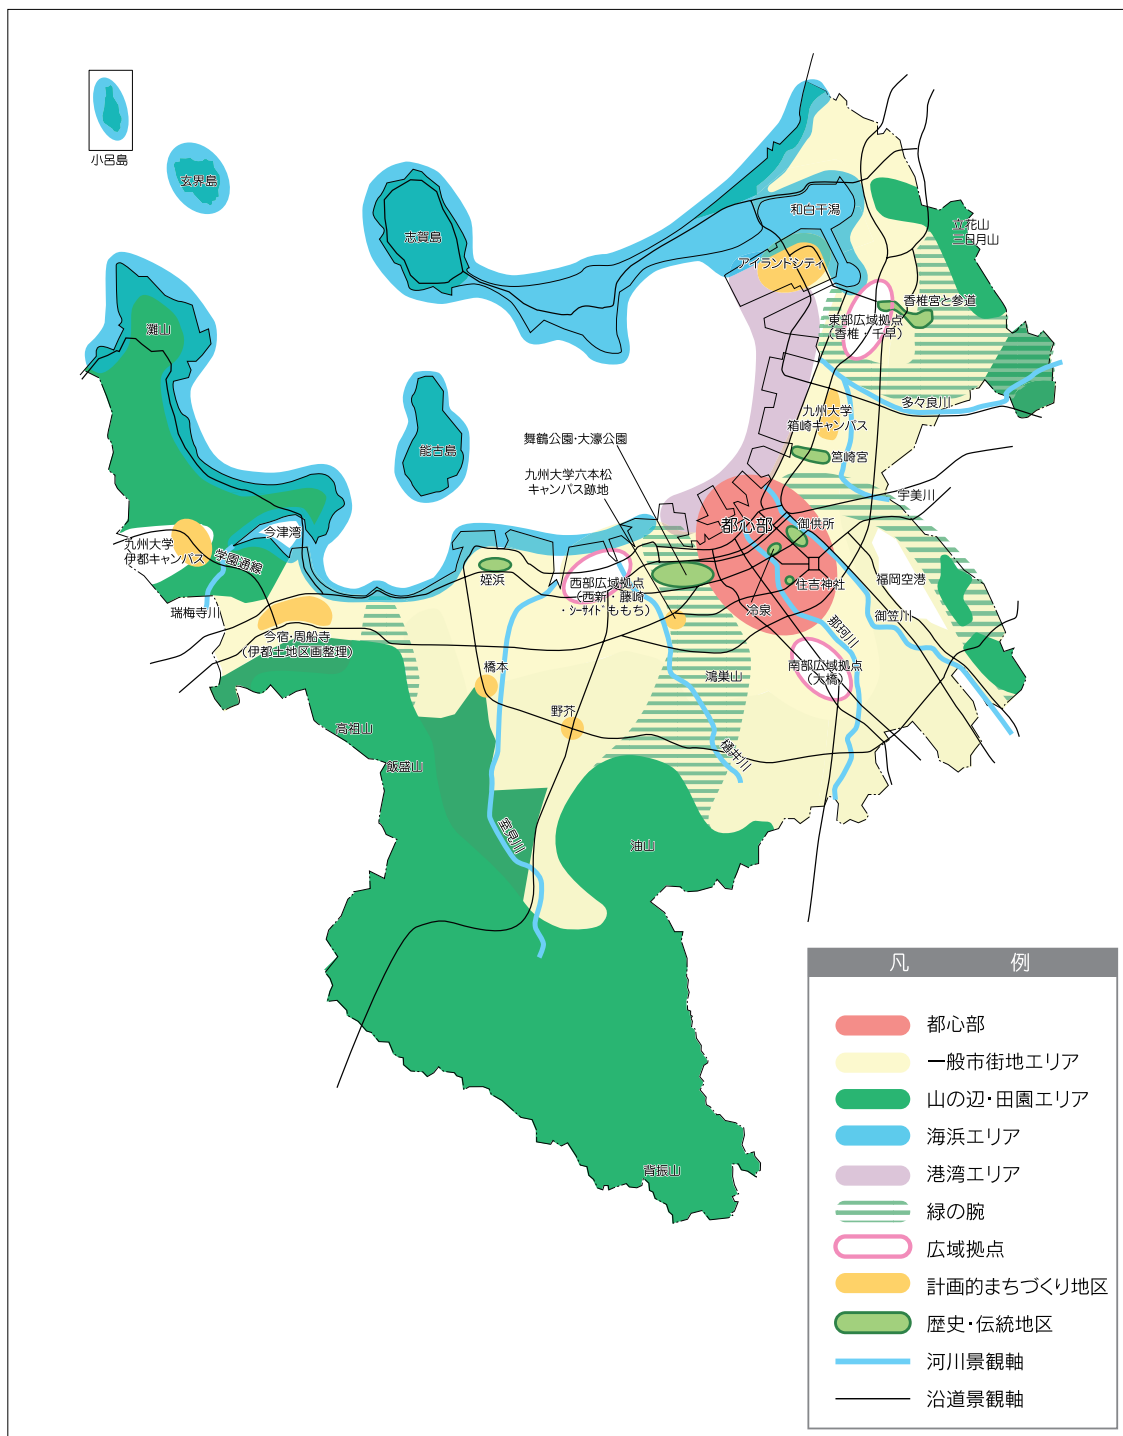 小呂島
玄界島
志賀島
和白干潟
立花山
三日月山
アイランドシティ
香椎宮と参道
東部広域拠点
(香椎・千早)
灘山
多々良川
九州大学
箱崎キャンパス
舞鶴公園・大濠公園
能古島
筥崎宮
九州大学六本松
キャンパス跡地
宇美川
都心部
御供所
今津湾
九州大学
伊都キャンパス
学園通線
姪浜
西部広域拠点
(西新・藤崎
・シーサイドももち)
住吉神社
福岡空港
瑞梅寺川
冷泉
御笠川
那珂川
今宿・周船寺
(伊都土地区画整理)
橋本
鴻巣山
南部広域拠点
(大橋)
野芥
高祖山
飯盛山
樋井川
室見川
油山
背振山
凡例
都心部
一般市街地エリア
山の辺・田園エリア
海浜エリア
港湾エリア
緑の腕
広域拠点
計画的まちづくり地区
歴史・伝統地区
河川景観軸
沿道景観軸